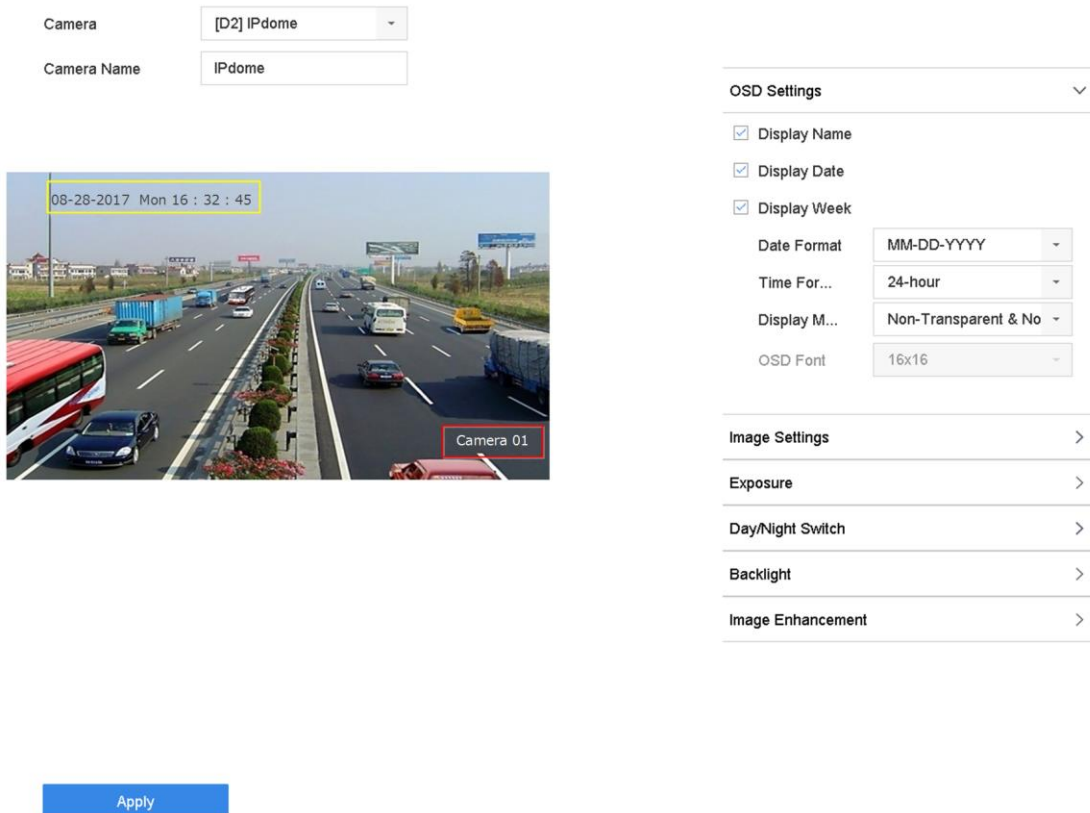 Camera
[D2] IPdome
Camera Name
IPdome
08-28-2017 Mon 16 : 32 : 45
Camera 01
OSD Settings
Display Name
Display Date
Display Week
Date Format
MM-DD-YYYY
Time For...
24-hour
Display M...
Non-Transparent & No
OSD Font
16x16
Image Settings
Exposure
Day/Night Switch
Backlight
Image Enhancement
Apply